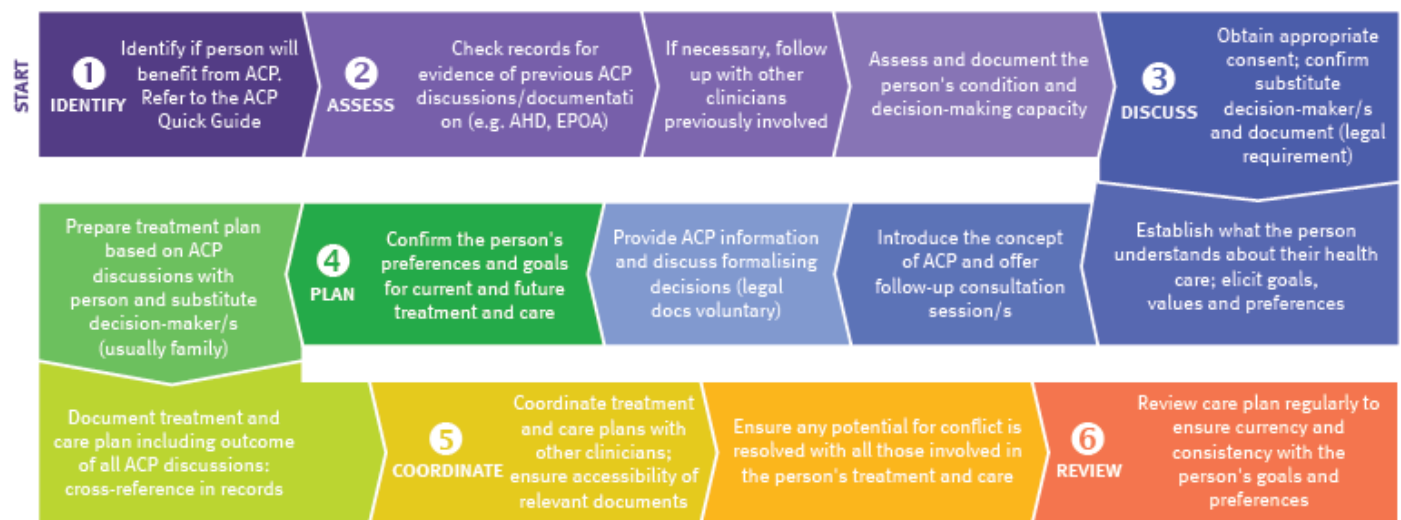 START
1
IDENTIFY
Identify if person will
benefit from ACP.
Refer to the ACP
Quick Guide
2
ASSESS
Check records for
evidence of previous ACP
discussions/documentati
on (e.g. AHD, EPOA)
If necessary, follow
up with other
clinicians
previously involved
Assess and document the
person's condition and
decision-making capacity
3
DISCUSS
Obtain appropriate
consent; confirm
substitute
decision-maker/s
and document (legal
requirement)
Establish what the person
understands about their health
care; elicit goals,
values and preferences
Introduce the concept
of ACP and offer
follow-up consultation
session/s
Provide ACP information
and discuss formalising
decisions (legal
docs voluntary)
4
PLAN
Confirm the person's
preferences and goals
for current and future
treatment and care
Prepare treatment plan
based on ACP
discussions with
person and substitute
decision-maker/s
(usually family)
Document treatment and
care plan including outcome
of all ACP discussions:
cross-reference in records
5
COORDINATE
Coordinate treatment
and care plans with
other clinicians;
ensure accessibility of
relevant documents
Ensure any potential for conflict is
resolved with all those involved in
the person's treatment and care
6
REVIEW
Review care plan regularly to
ensure currency and
consistency with the
person's goals and
preferences